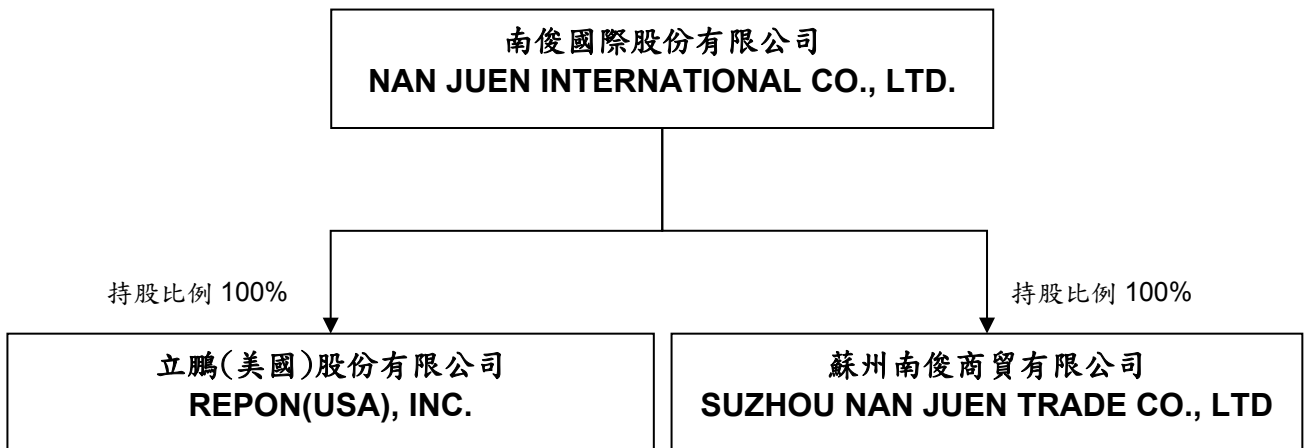 南俊國際股份有限公司
NAN JUEN INTERNATIONAL CO., LTD.
持股比例 100%
持股比例 100%
立鵬(美國)股份有限公司
REPON(USA), INC.
蘇州南俊商貿有限公司
SUZHOU NAN JUEN TRADE CO., LTD